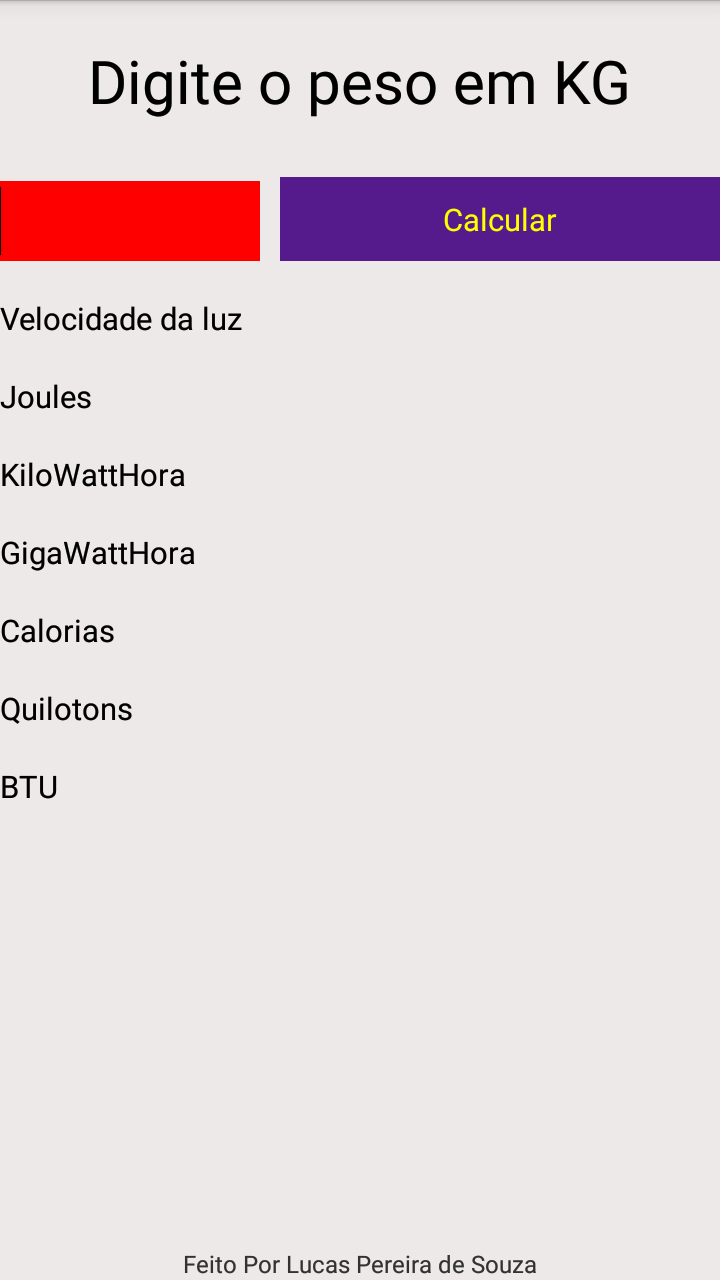 Digite o peso em KG
Calcular
Velocidade da luz
Joules
KiloWattHora
GigaWattHora
Calorias
Quilotons
BTU
Feito Por Lucas Pereira de Souza